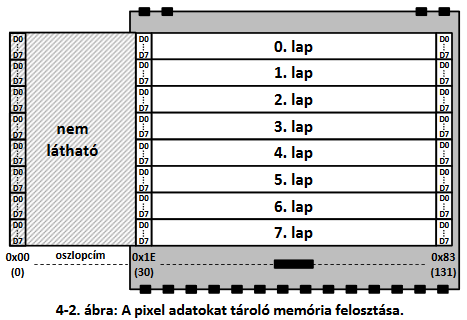 D0 D7 D0 D7 0. lap D0 D7
D0 D7 D0 D7 1. lap D0 D7
D0 D7 D0 D7 2. lap D0 D7
nem
D0 D7 D0 D7 3. lap D0 D7
látható
D0 D7 D0 D7 4. lap D0 D7
D0 D7 D0 D7 5. lap D0 D7
D0 D7 D0 D7 6. lap D0 D7
D0 D7 D0 D7 7. lap D0 D7
0x00 oszlopcím 0x1E 0x83
(0) (30) (131)
4-2. ábra: A pixel adatokat tároló memória felosztása.